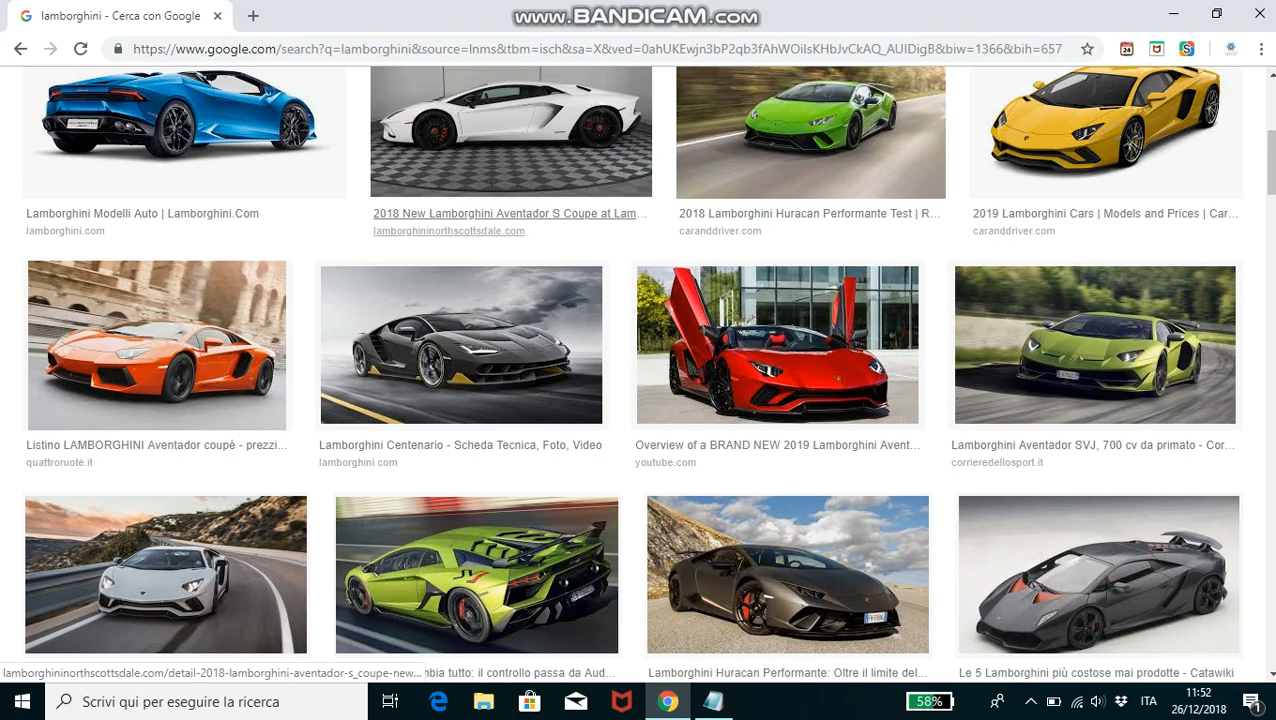 lamborghini - Cerca con Google
www.BANDICAM.com
https://www.google.com/search?q=lamborghini&source=lnms&tbm=isch&sa=X&ved=0ahUKEwjn3bP2qb3fAhWOilsKHbJvCkAQ_AUIDigB&biw=1366&bih=657
Lamborghini Modelli Auto | Lamborghini.Com
lamborghini.com
2018 New Lamborghini Aventador S Coupe at Lam...
lamborghininorthscottsdale.com
2018 Lamborghini Huracan Performante Test | R...
caranddriver.com
2019 Lamborghini Cars | Models and Prices | Car...
caranddriver.com
Listino LAMBORGHINI Aventador coupé - prezzi...
quattroruote.it
Lamborghini Centenario - Scheda Tecnica, Foto, Video
lamborghini.com
Overview of a BRAND NEW 2019 Lamborghini Avent...
youtube.com
Lamborghini Aventador SVJ, 700 cv da primato - Cor...
corrieredellosport.it
lamborghininorthscottsdale.com/detail-2018-lamborghini-aventador-s_coupe-new...
bia tutto: il controllo passa da Aud...
Lamborghini Huracan Performante: Oltre il limite del...
Le 5 Lamborghini più costose mai prodotte - Catawiki
Scrivi qui per eseguire la ricerca
58%
ITA
11:52
26/12/2018
1